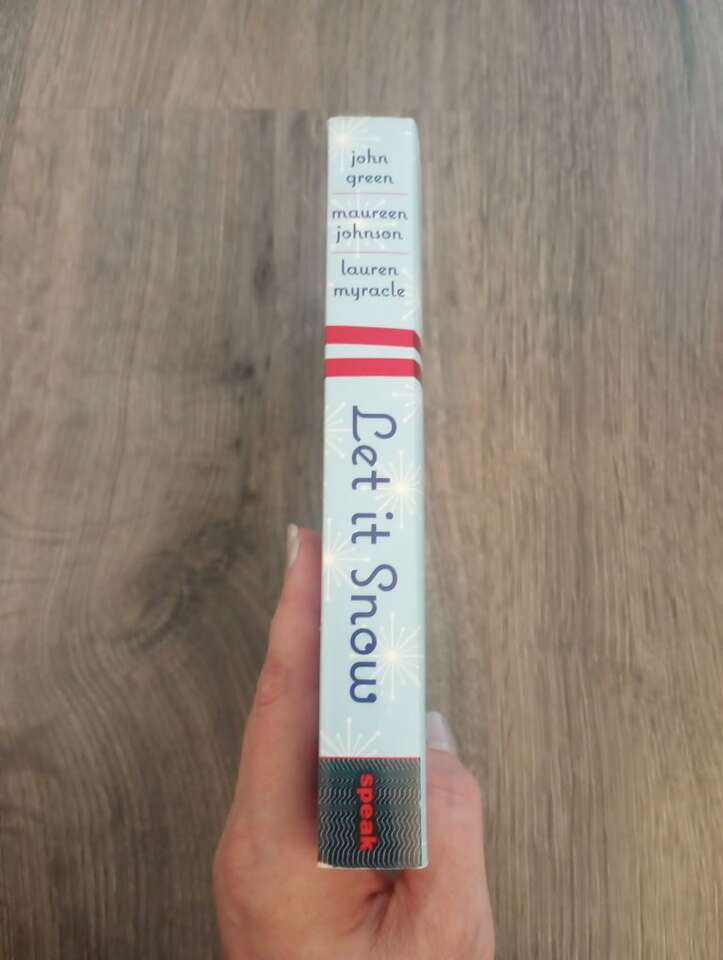 john
green
maureen
johnson
lauren
myracle
Let it Snow
speak